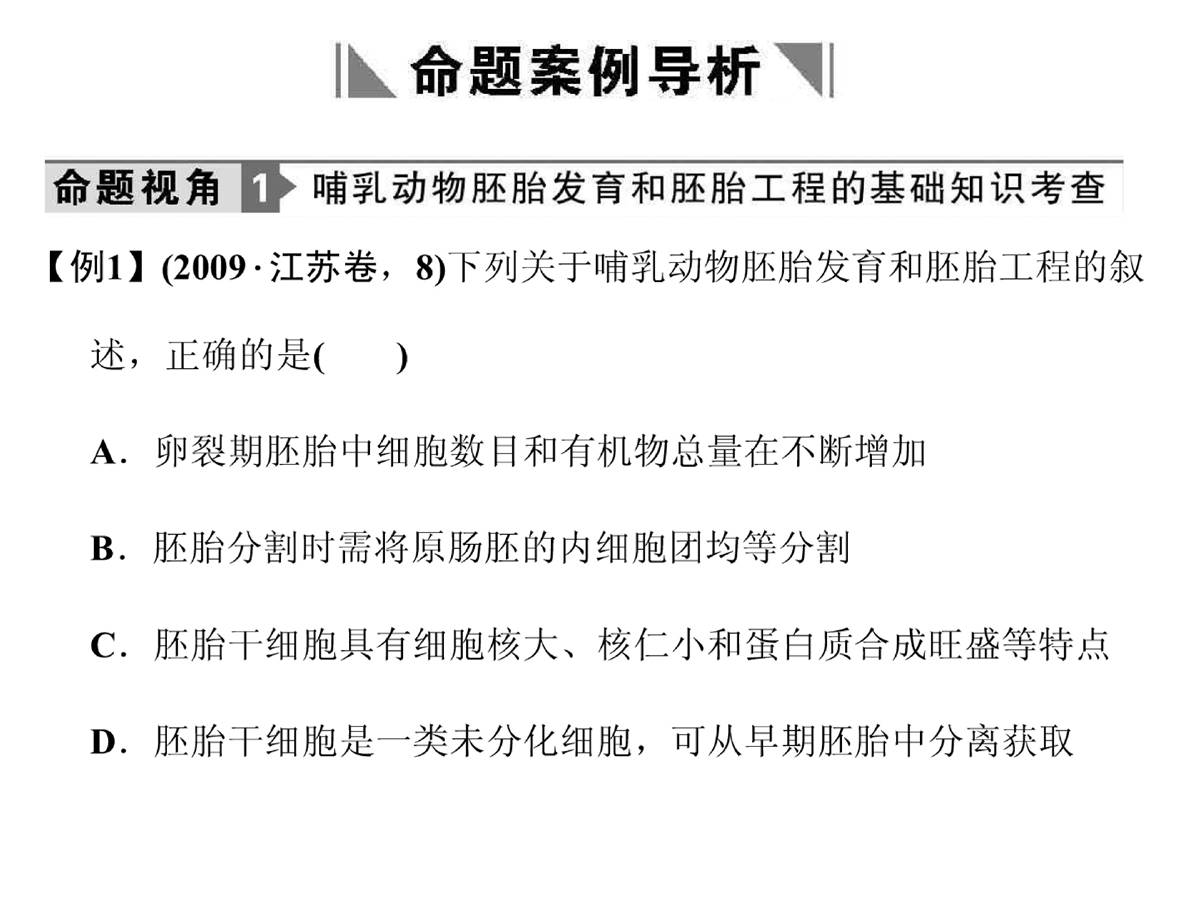 命题案例导析
命题视角 1 哺乳动物胚胎发育和胚胎工程的基础知识考查
【例1】(2009·江苏卷，8)下列关于哺乳动物胚胎发育和胚胎工程的叙
述，正确的是(　　)
A．卵裂期胚胎中细胞数目和有机物总量在不断增加
B．胚胎分割时需将原肠胚的内细胞团均等分割
C．胚胎干细胞具有细胞核大、核仁小和蛋白质合成旺盛等特点
D．胚胎干细胞是一类未分化细胞，可从早期胚胎中分离获取